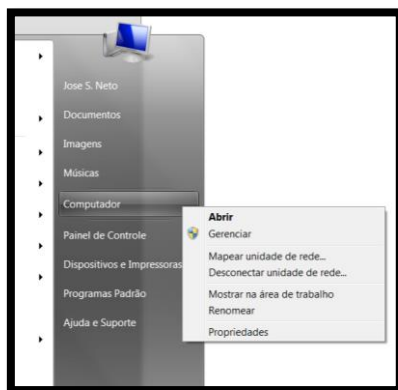 Jose S. Neto
Documentos
Imagens
Músicas
Computador
Painel de Controle
Dispositivos e Impressoras
Programas Padrão
Ajuda e Suporte
Abrir
Gerenciar
Mapear unidade de rede...
Desconectar unidade de rede...
Mostrar na área de trabalho
Renomear
Propriedades